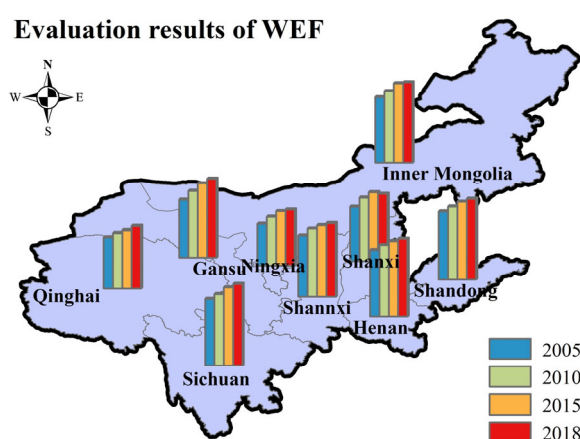 Evaluation results of WEF
N
W E
S
Inner Mongolia
Gansu
Ningxia
Shanxi
Qinghai
Shannxi
Shandong
Henan
Sichuan
2005
2010
2015
2018